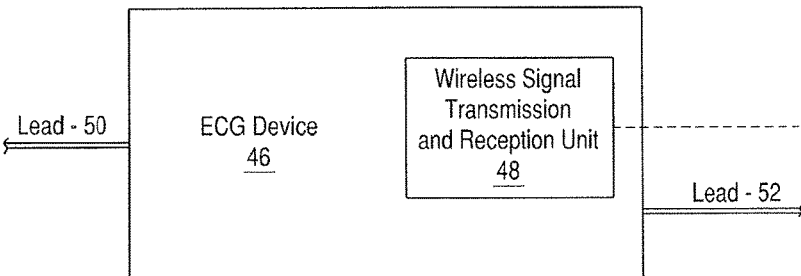 Lead - 50
ECG Device
46
Wireless Signal
Transmission
and Reception Unit
48
Lead - 52